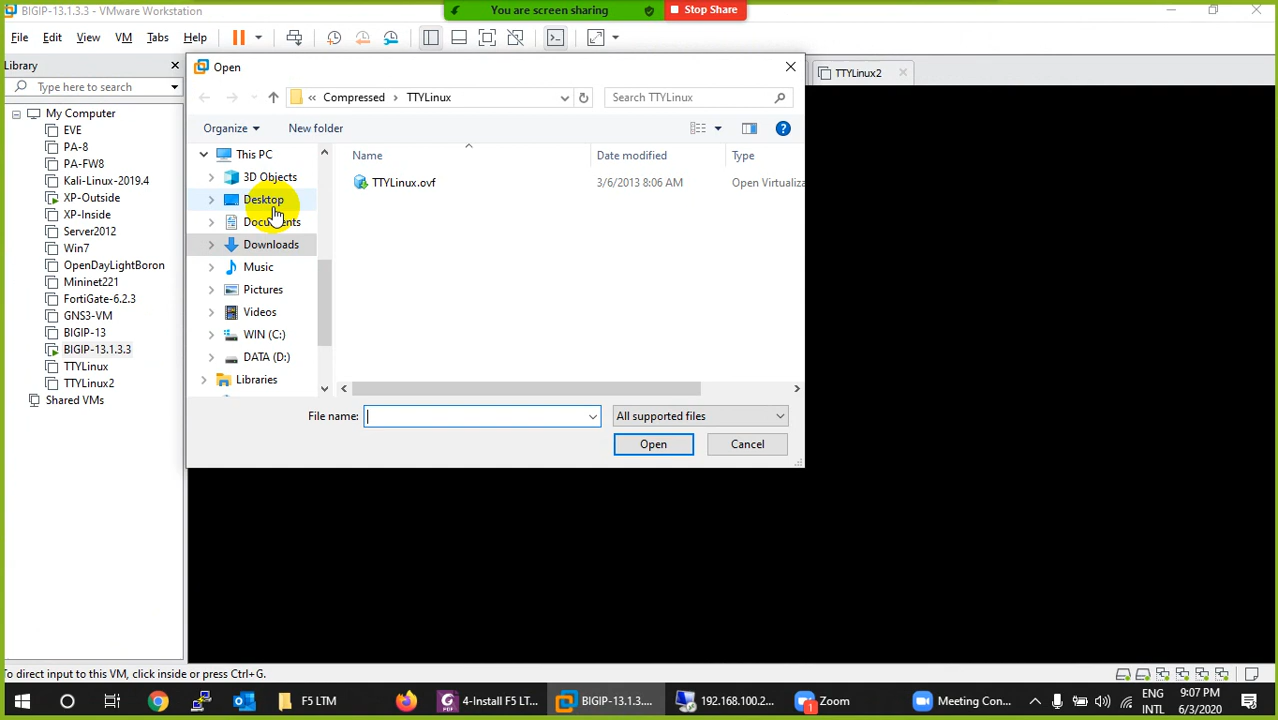 BIGIP-13.1.3.3 - VMware Workstation
You are screen sharing
Stop Share
File Edit View VM Tabs Help
Library
Type here to search
My Computer
EVE
PA-8
PA-FW8
Kali-Linux-2019.4
XP-Outside
XP-Inside
Server2012
Win7
OpenDayLightBoron
Mininet221
FortiGate-6.2.3
GNS3-VM
BIGIP-13
BIGIP-13.1.3.3
TTYLinux
TTYLinux2
Shared VMs
TTYLinux2
Open
« Compressed › TTYLinux
Search TTYLinux
Organize New folder
This PC
3D Objects
Desktop
Documents
Downloads
Music
Pictures
Videos
WIN (C:)
DATA (D:)
Libraries
Name Date modified Type
TTYLinux.ovf 3/6/2013 8:06 AM Open Virtualiza
File name: All supported files
Open Cancel
To direct input to this VM, click inside or press Ctrl+G.
F5 LTM
4-Install F5 LT...
BIGIP-13.1.3....
192.168.100.2...
1
Zoom
Meeting Con...
ENG
INTL
9:07 PM
6/3/2020